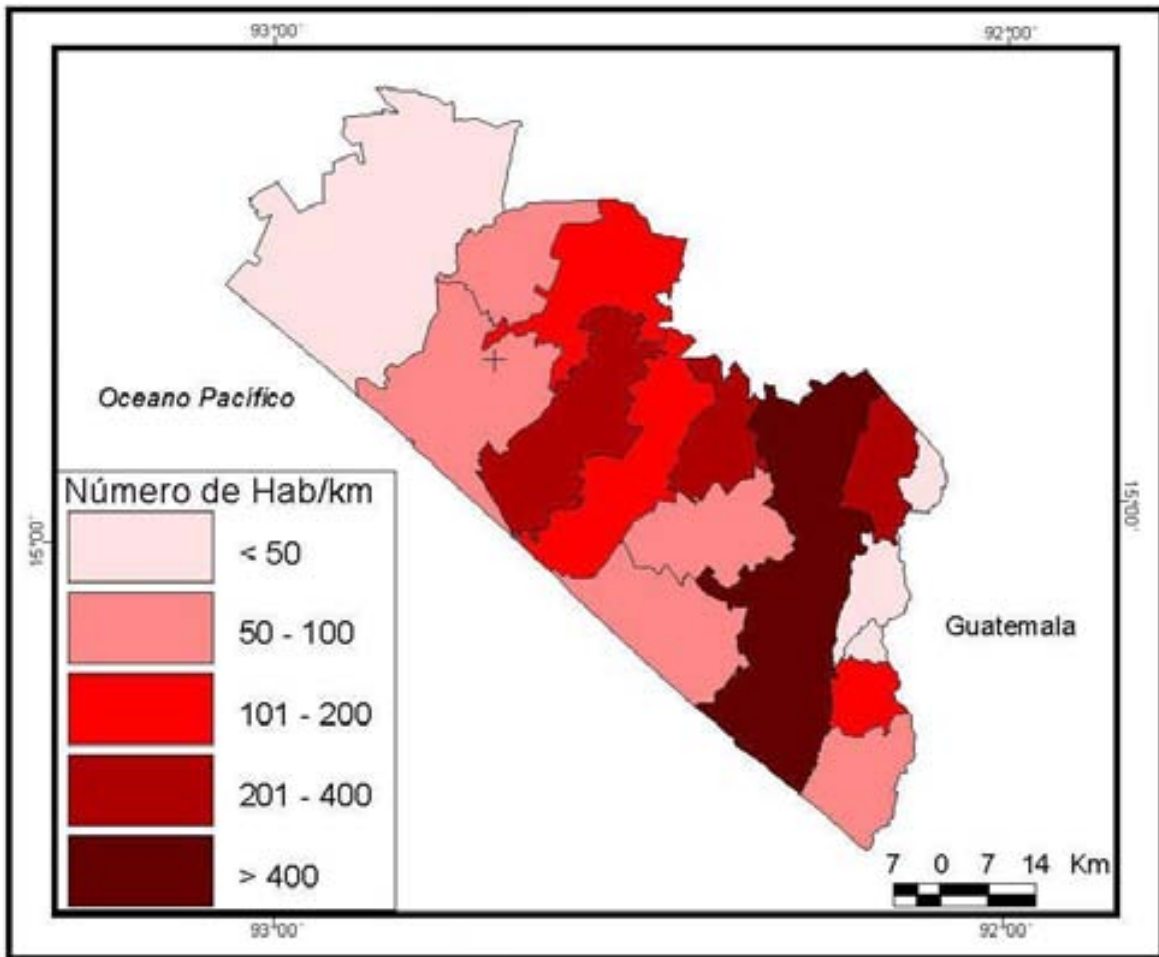 93°00´ 92°00´
Oceano Pacífico
Número de Hab/km
< 50
50 - 100
101 - 200
201 - 400
> 400
15°00´
15°00´
Guatemala
7 0 7 14 Km
93°00´ 92°00´